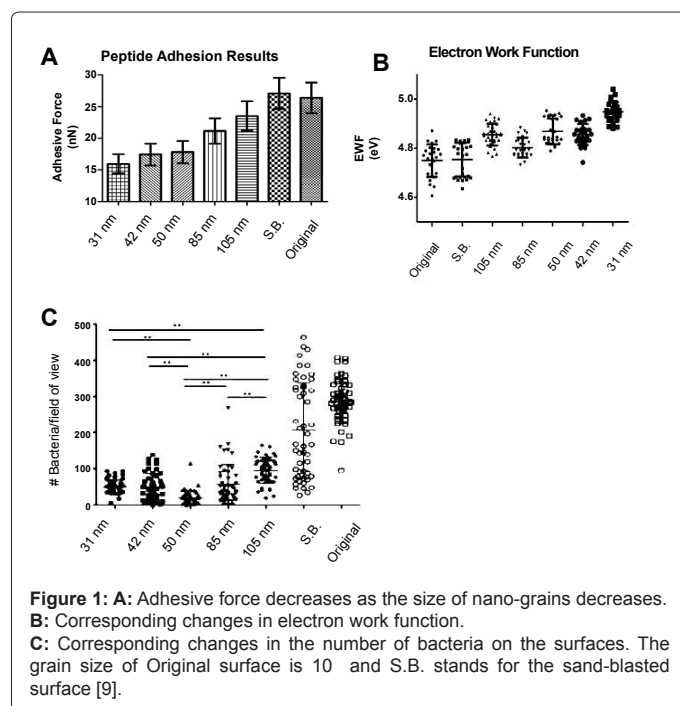 A
Peptide Adhesion Results
Adhesive Force
(nN)
30
25
20
15
10
31 nm
42 nm
50 nm
85 nm
105 nm
S.B.
Original
B
Electron Work Function
EWF
(eV)
5.0
4.8
4.6
Original
S.B.
105 nm
85 nm
50 nm
42 nm
31 nm
C
# Bacteria/field of view
500
400
300
200
100
0
**
**
**
**
**
**
**
31 nm
42 nm
50 nm
85 nm
105 nm
S.B.
Original
Figure 1: A: Adhesive force decreases as the size of nano-grains decreases.
B: Corresponding changes in electron work function.
C: Corresponding changes in the number of bacteria on the surfaces. The
grain size of Original surface is 10 and S.B. stands for the sand-blasted
surface [9].